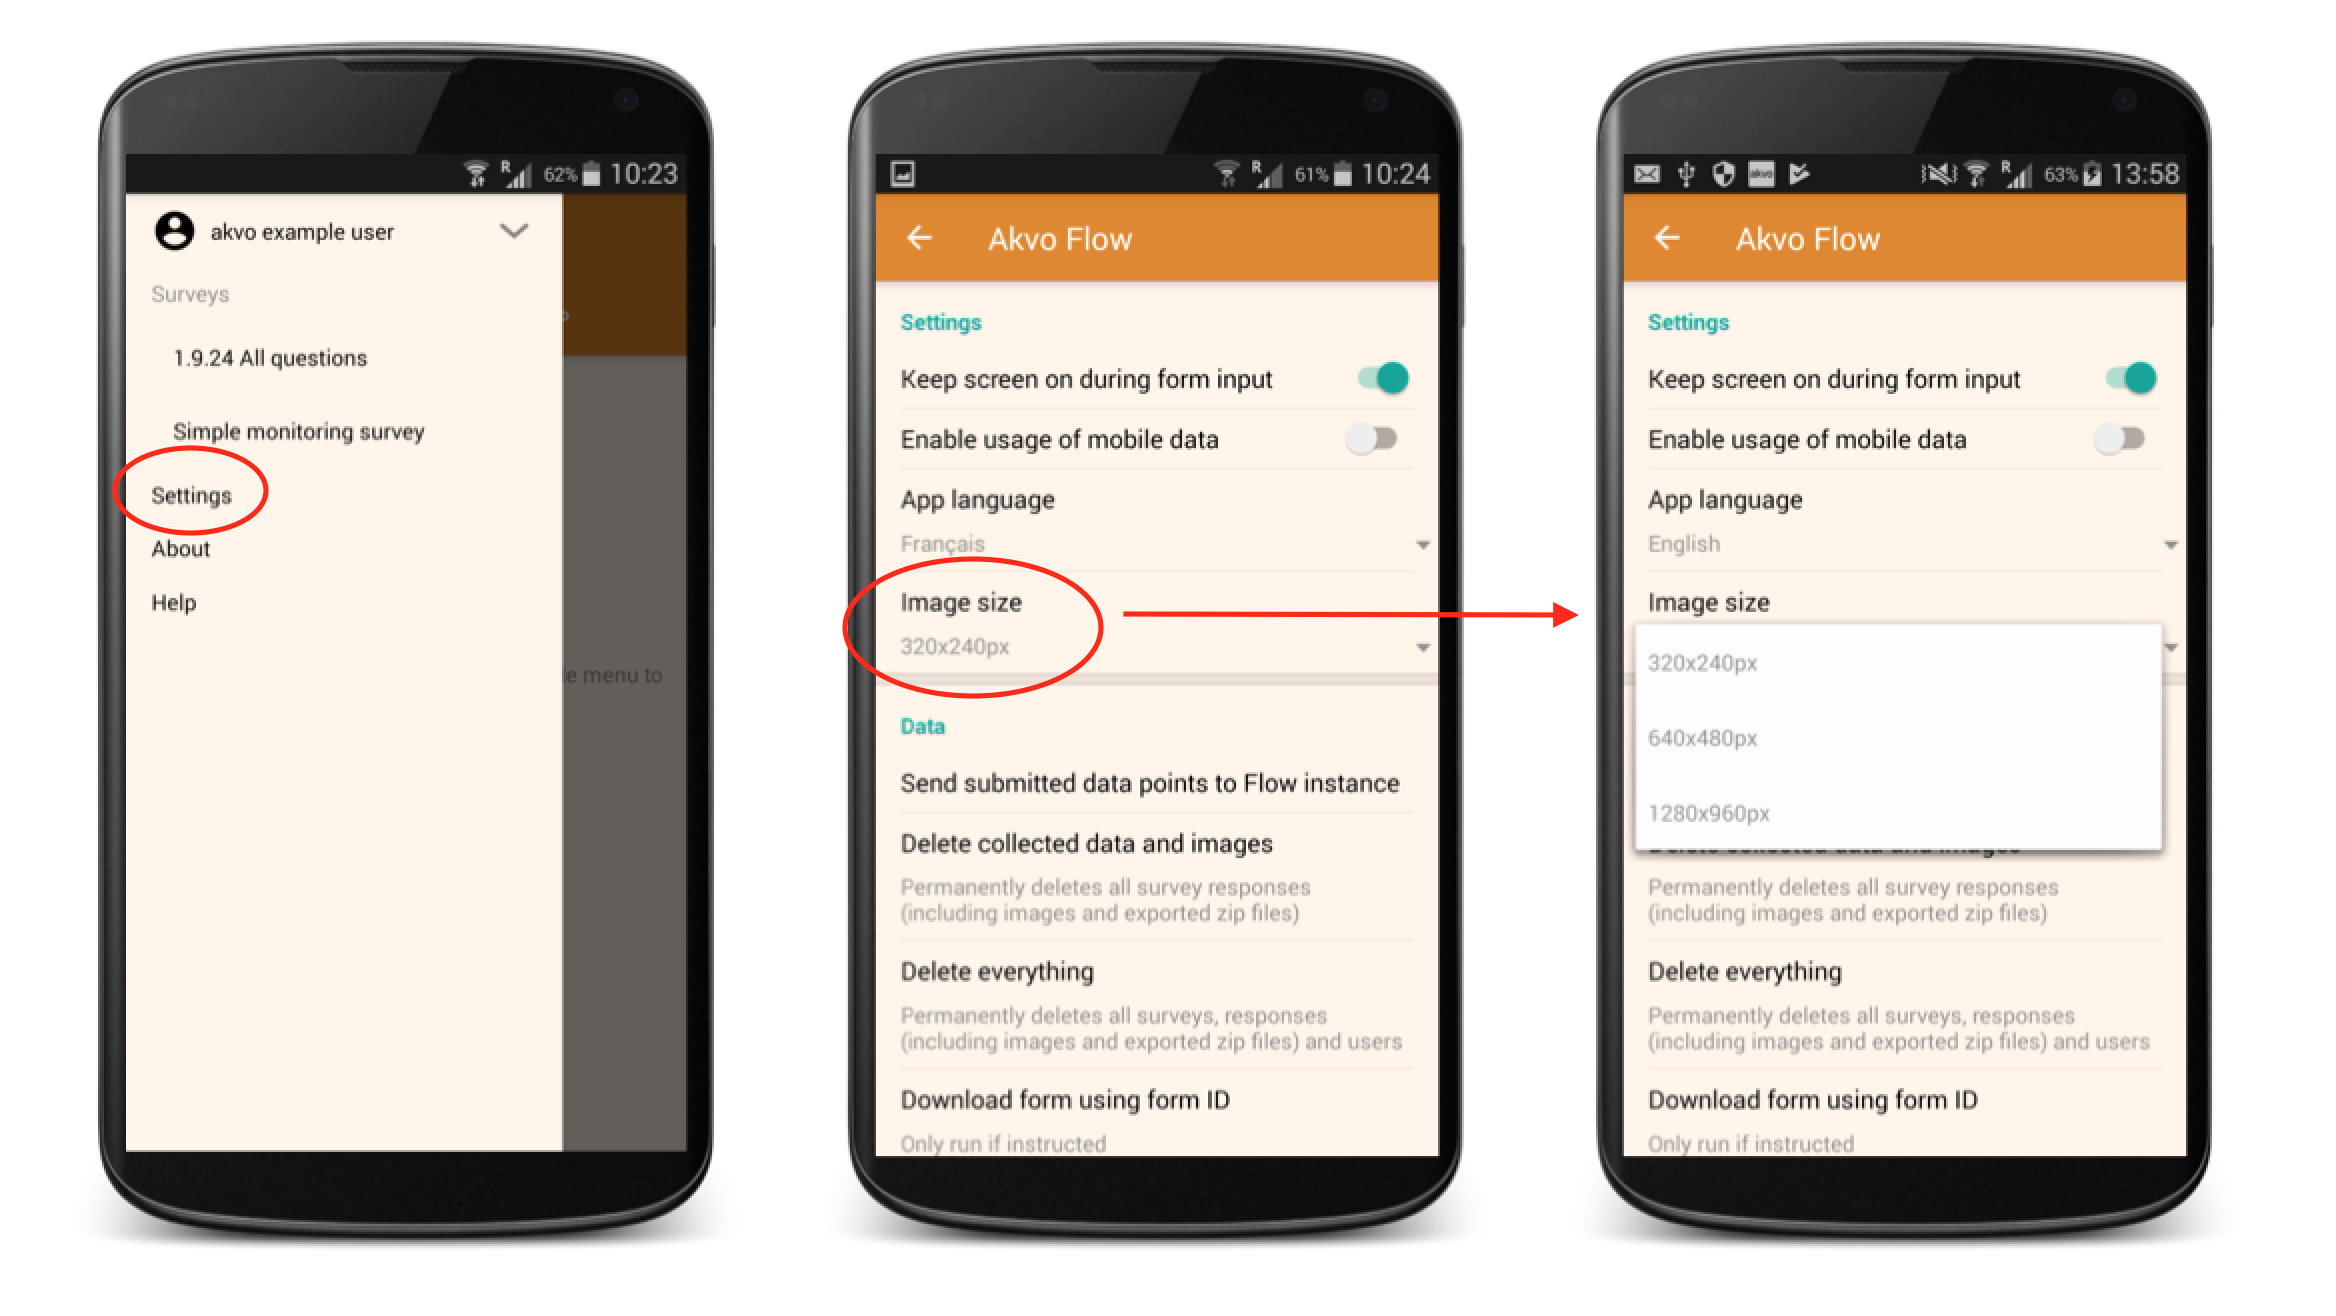 R 62% 10:23
akvo example user
Surveys
1.9.24 All questions
Simple monitoring survey
Settings
About
Help
e menu to
R 61% 10:24
Akvo Flow
Settings
Keep screen on during form input
Enable usage of mobile data
App language
Français
Image size
320x240px
Data
Send submitted data points to Flow instance
Delete collected data and images
Permanently deletes all survey responses
(including images and exported zip files)
Delete everything
Permanently deletes all surveys, responses
(including images and exported zip files) and users
Download form using form ID
Only run if instructed
akvo R 63% 13:58
Akvo Flow
Settings
Keep screen on during form input
Enable usage of mobile data
App language
English
Image size
320x240px
640x480px
1280x960px
Delete collected data and images
Permanently deletes all survey responses
(including images and exported zip files)
Delete everything
Permanently deletes all surveys, responses
(including images and exported zip files) and users
Download form using form ID
Only run if instructed